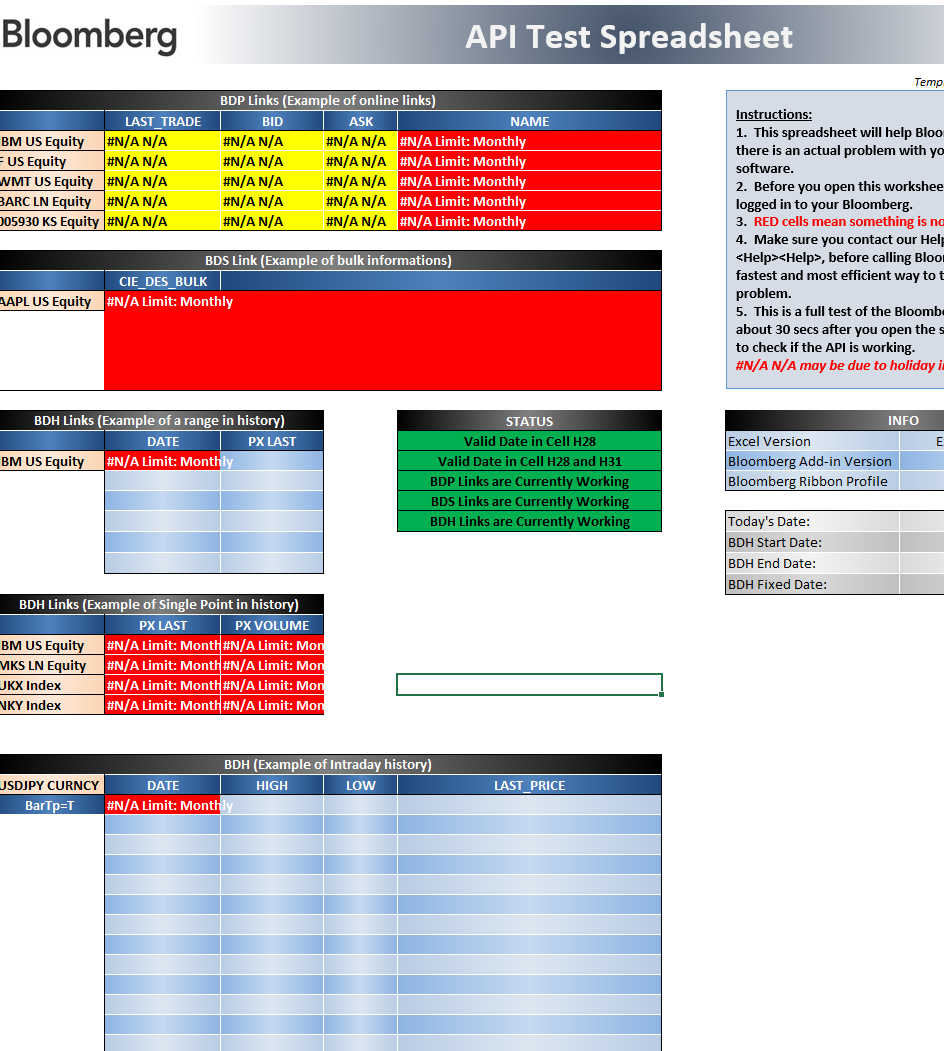 Bloomberg
API Test Spreadsheet
BDP Links (Example of online links)
LAST_TRADE BID ASK NAME
BM US Equity #N/A N/A #N/A N/A #N/A N/A #N/A Limit: Monthly
F US Equity #N/A N/A #N/A N/A #N/A N/A #N/A Limit: Monthly
WMT US Equity #N/A N/A #N/A N/A #N/A N/A #N/A Limit: Monthly
BARC LN Equity #N/A N/A #N/A N/A #N/A N/A #N/A Limit: Monthly
005930 KS Equity #N/A N/A #N/A N/A #N/A N/A #N/A Limit: Monthly
BDS Link (Example of bulk informations)
CIE_DES_BULK
AAPL US Equity #N/A Limit: Monthly
Instructions:
1. This spreadsheet will help
there is an actual problem with
software.
2. Before you open this
logged in to your Bloomberg.
3. RED cells mean something is
4. Make sure you contact our
<Help><Help>, before calling
fastest and most efficient way to
problem.
5. This is a full test of the
about 30 secs after you open the
to check if the API is working.
#N/A N/A may be due to holiday
BDH Links (Example of a range in history)
DATE PX LAST
BM US Equity #N/A Limit: Monthly
STATUS
Valid Date in Cell H28
Valid Date in Cell H28 and H31
BDP Links are Currently Working
BDS Links are Currently Working
BDH Links are Currently Working
INFO
Excel Version
Bloomberg Add-in Version
Bloomberg Ribbon Profile
Today's Date:
BDH Start Date:
BDH End Date:
BDH Fixed Date:
BDH Links (Example of Single Point in history)
PX LAST PX VOLUME
BM US Equity #N/A Limit: Month #N/A Limit: Mon
MKS LN Equity #N/A Limit: Month #N/A Limit: Mon
UKX Index #N/A Limit: Month #N/A Limit: Mon
NKY Index #N/A Limit: Month #N/A Limit: Mon
BDH (Example of Intraday history)
USDJPY CURNCY DATE HIGH LOW LAST_PRICE
BarTp=T #N/A Limit: Monthly